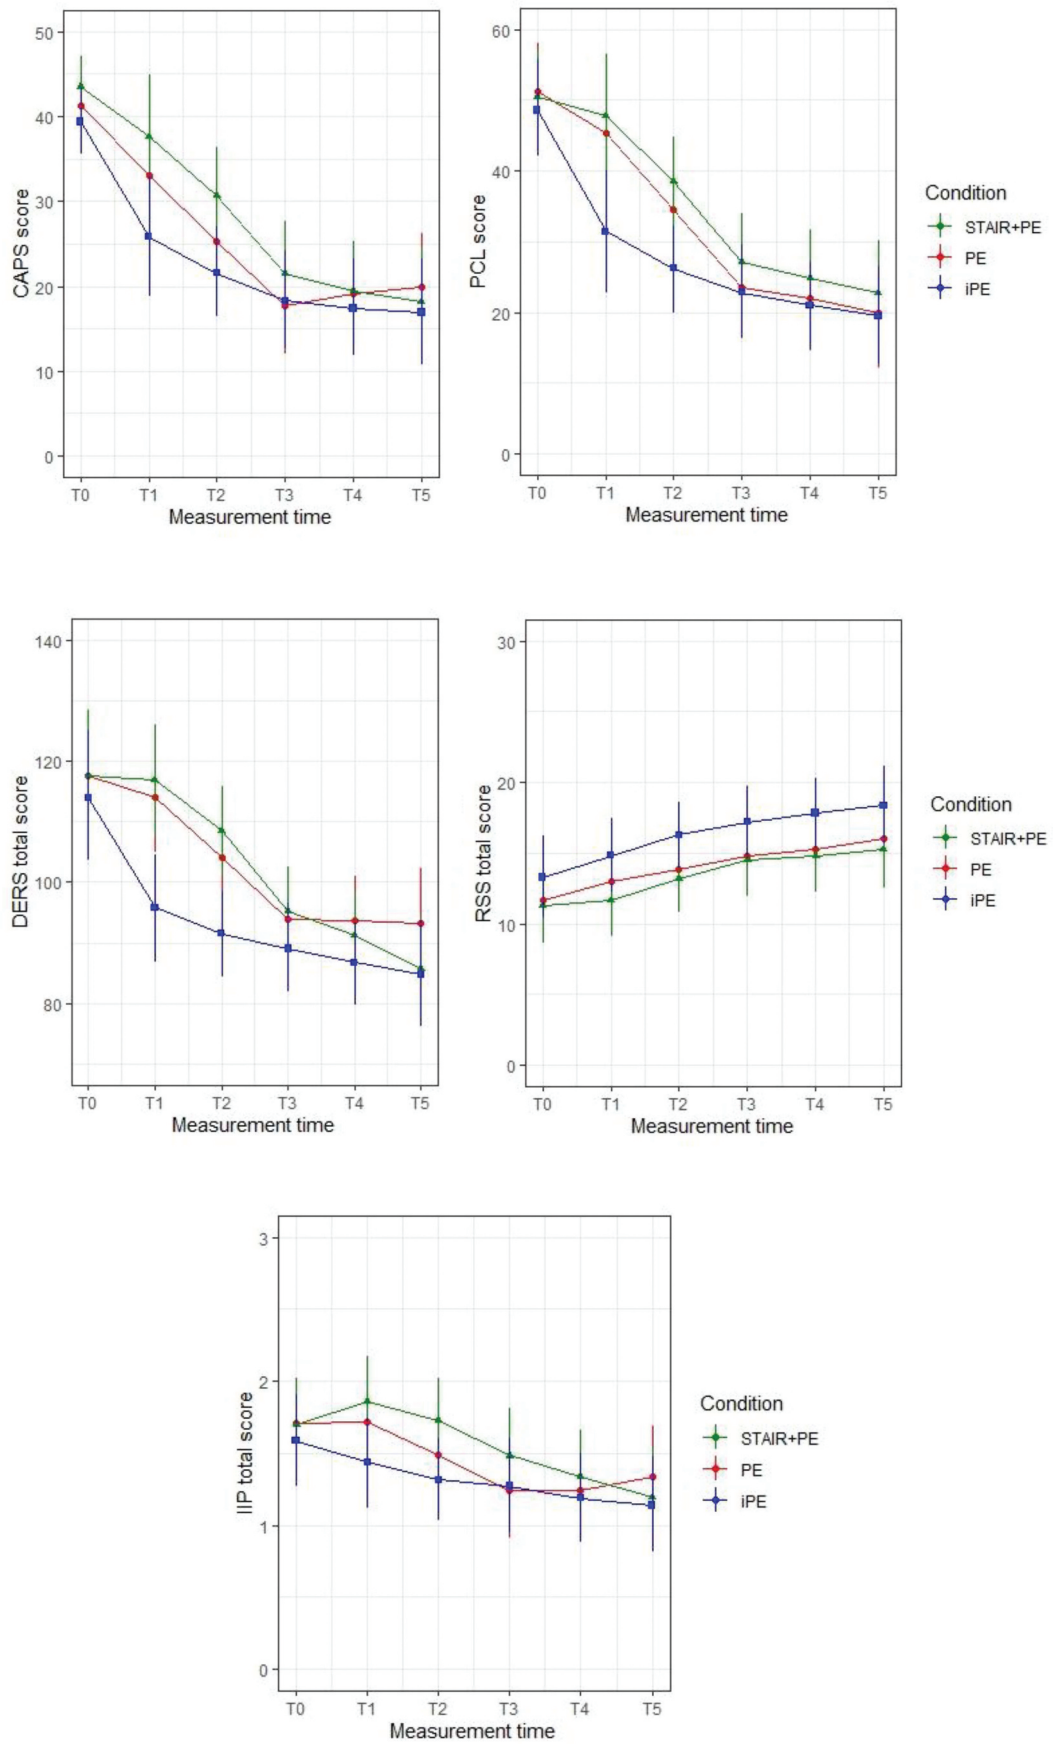 50
40
30
20
10
0
CAPS score
T0 T1 T2 T3 T4 T5
Measurement time
60
40
20
0
PCL score
T0 T1 T2 T3 T4 T5
Measurement time
Condition
STAIR+PE
PE
iPE
140
120
100
80
DERS total score
T0 T1 T2 T3 T4 T5
Measurement time
30
20
10
0
RSS total score
T0 T1 T2 T3 T4 T5
Measurement time
Condition
STAIR+PE
PE
iPE
3
2
1
0
IIP total score
T0 T1 T2 T3 T4 T5
Measurement time
Condition
STAIR+PE
PE
iPE